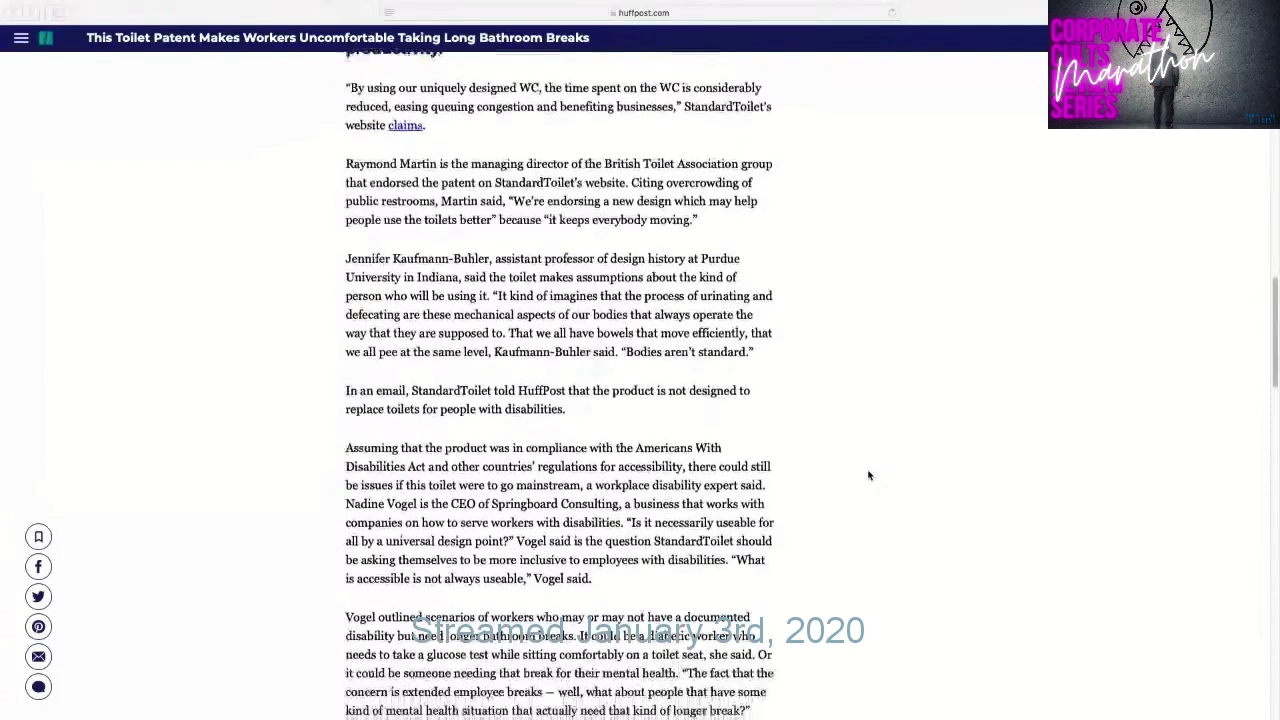 huffpost.com
This Toilet Patent Makes Workers Uncomfortable Taking Long Bathroom Breaks
CORPORATE
CULTS
Marathon
SERIES
productivity.
“By using our uniquely designed WC, the time spent on the WC is considerably
reduced, easing queuing congestion and benefiting businesses,” StandardToilet’s
website claims.
Raymond Martin is the managing director of the British Toilet Association group
that endorsed the patent on StandardToilet’s website. Citing overcrowding of
public restrooms, Martin said, “We’re endorsing a new design which may help
people use the toilets better” because “it keeps everybody moving.”
Jennifer Kaufmann-Buhler, assistant professor of design history at Purdue
University in Indiana, said the toilet makes assumptions about the kind of
person who will be using it. “It kind of imagines that the process of urinating and
defecating are these mechanical aspects of our bodies that always operate the
way that they are supposed to. That we all have bowels that move efficiently, that
we all pee at the same level, Kaufmann-Buhler said. “Bodies aren’t standard.”
In an email, StandardToilet told HuffPost that the product is not designed to
replace toilets for people with disabilities.
Assuming that the product was in compliance with the Americans With
Disabilities Act and other countries’ regulations for accessibility, there could still
be issues if this toilet were to go mainstream, a workplace disability expert said.
Nadine Vogel is the CEO of Springboard Consulting, a business that works with
companies on how to serve workers with disabilities. “Is it necessarily useable for
all by a universal design point?” Vogel said is the question StandardToilet should
be asking themselves to be more inclusive to employees with disabilities. “What
is accessible is not always useable,” Vogel said.
Vogel outlined scenarios of workers who may or may not have a documented
disability but need longer bathroom breaks. It could be a diabetic worker who
Streamed January 3rd, 2020
needs to take a glucose test while sitting comfortably on a toilet seat, she said. Or
it could be someone needing that break for their mental health. “The fact that the
concern is extended employee breaks — well, what about people that have some
kind of mental health situation that actually need that kind of longer break?”